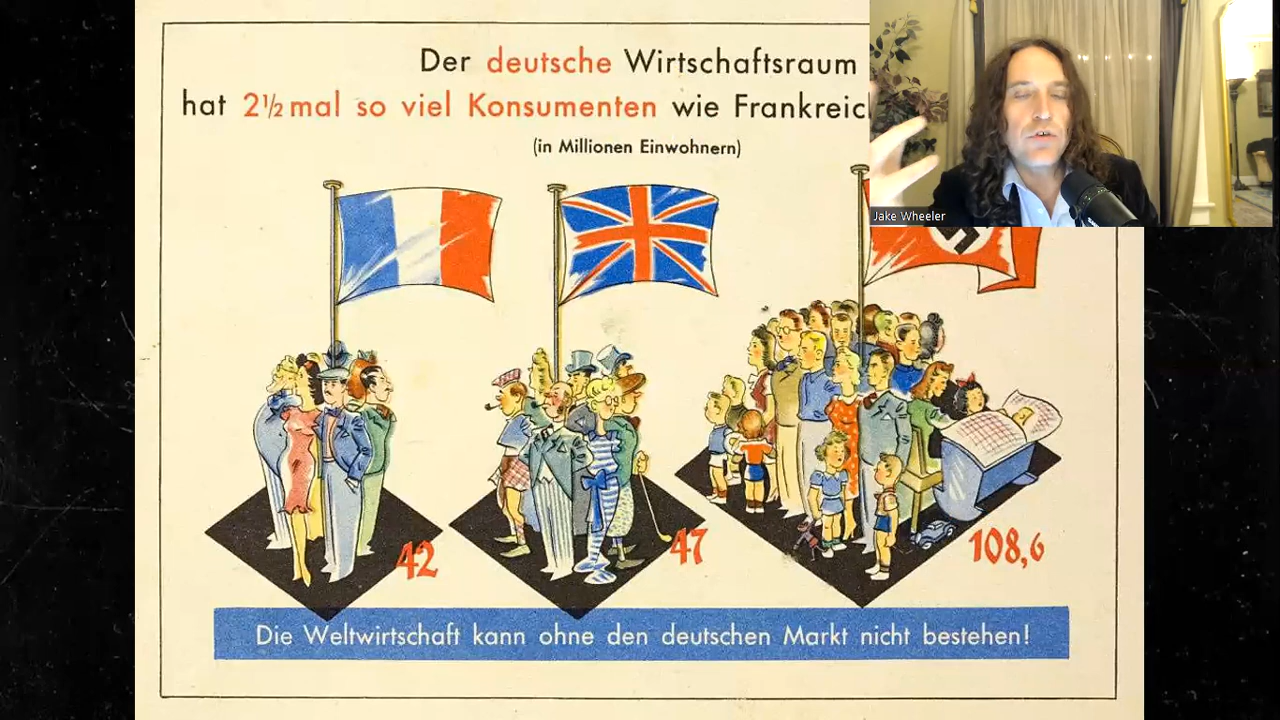 Der deutsche Wirtschaftsraum
hat 2½ mal so viel Konsumenten wie Frankreich
(in Millionen Einwohnern)
Jake Wheeler
42
47
108,6
Die Weltwirtschaft kann ohne den deutschen Markt nicht bestehen!